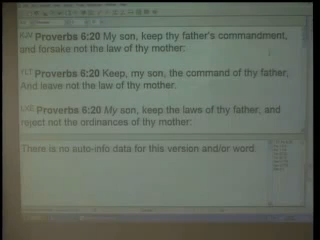 KJV Proverbs 6:20 My son, keep thy father's commandment,
and forsake not the law of thy mother:
YLT Proverbs 6:20 Keep, my son, the command of thy father,
And leave not the law of thy mother.
LXE Proverbs 6:20 My son, keep the laws of thy father, and
reject not the ordinances of thy mother:
There is no auto-info data for this version and/or word.